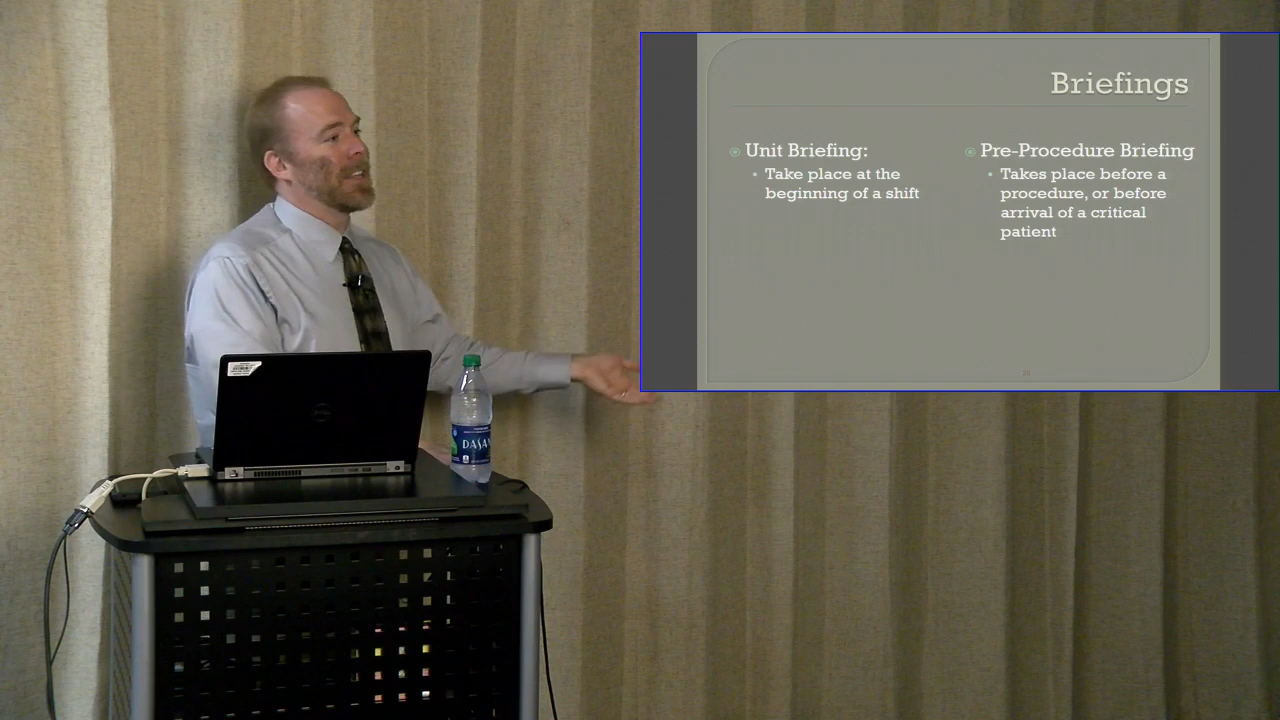 Briefings
Unit Briefing:
Take place at the
beginning of a shift
Pre-Procedure Briefing
Takes place before a
procedure, or before
arrival of a critical
patient
DASAN